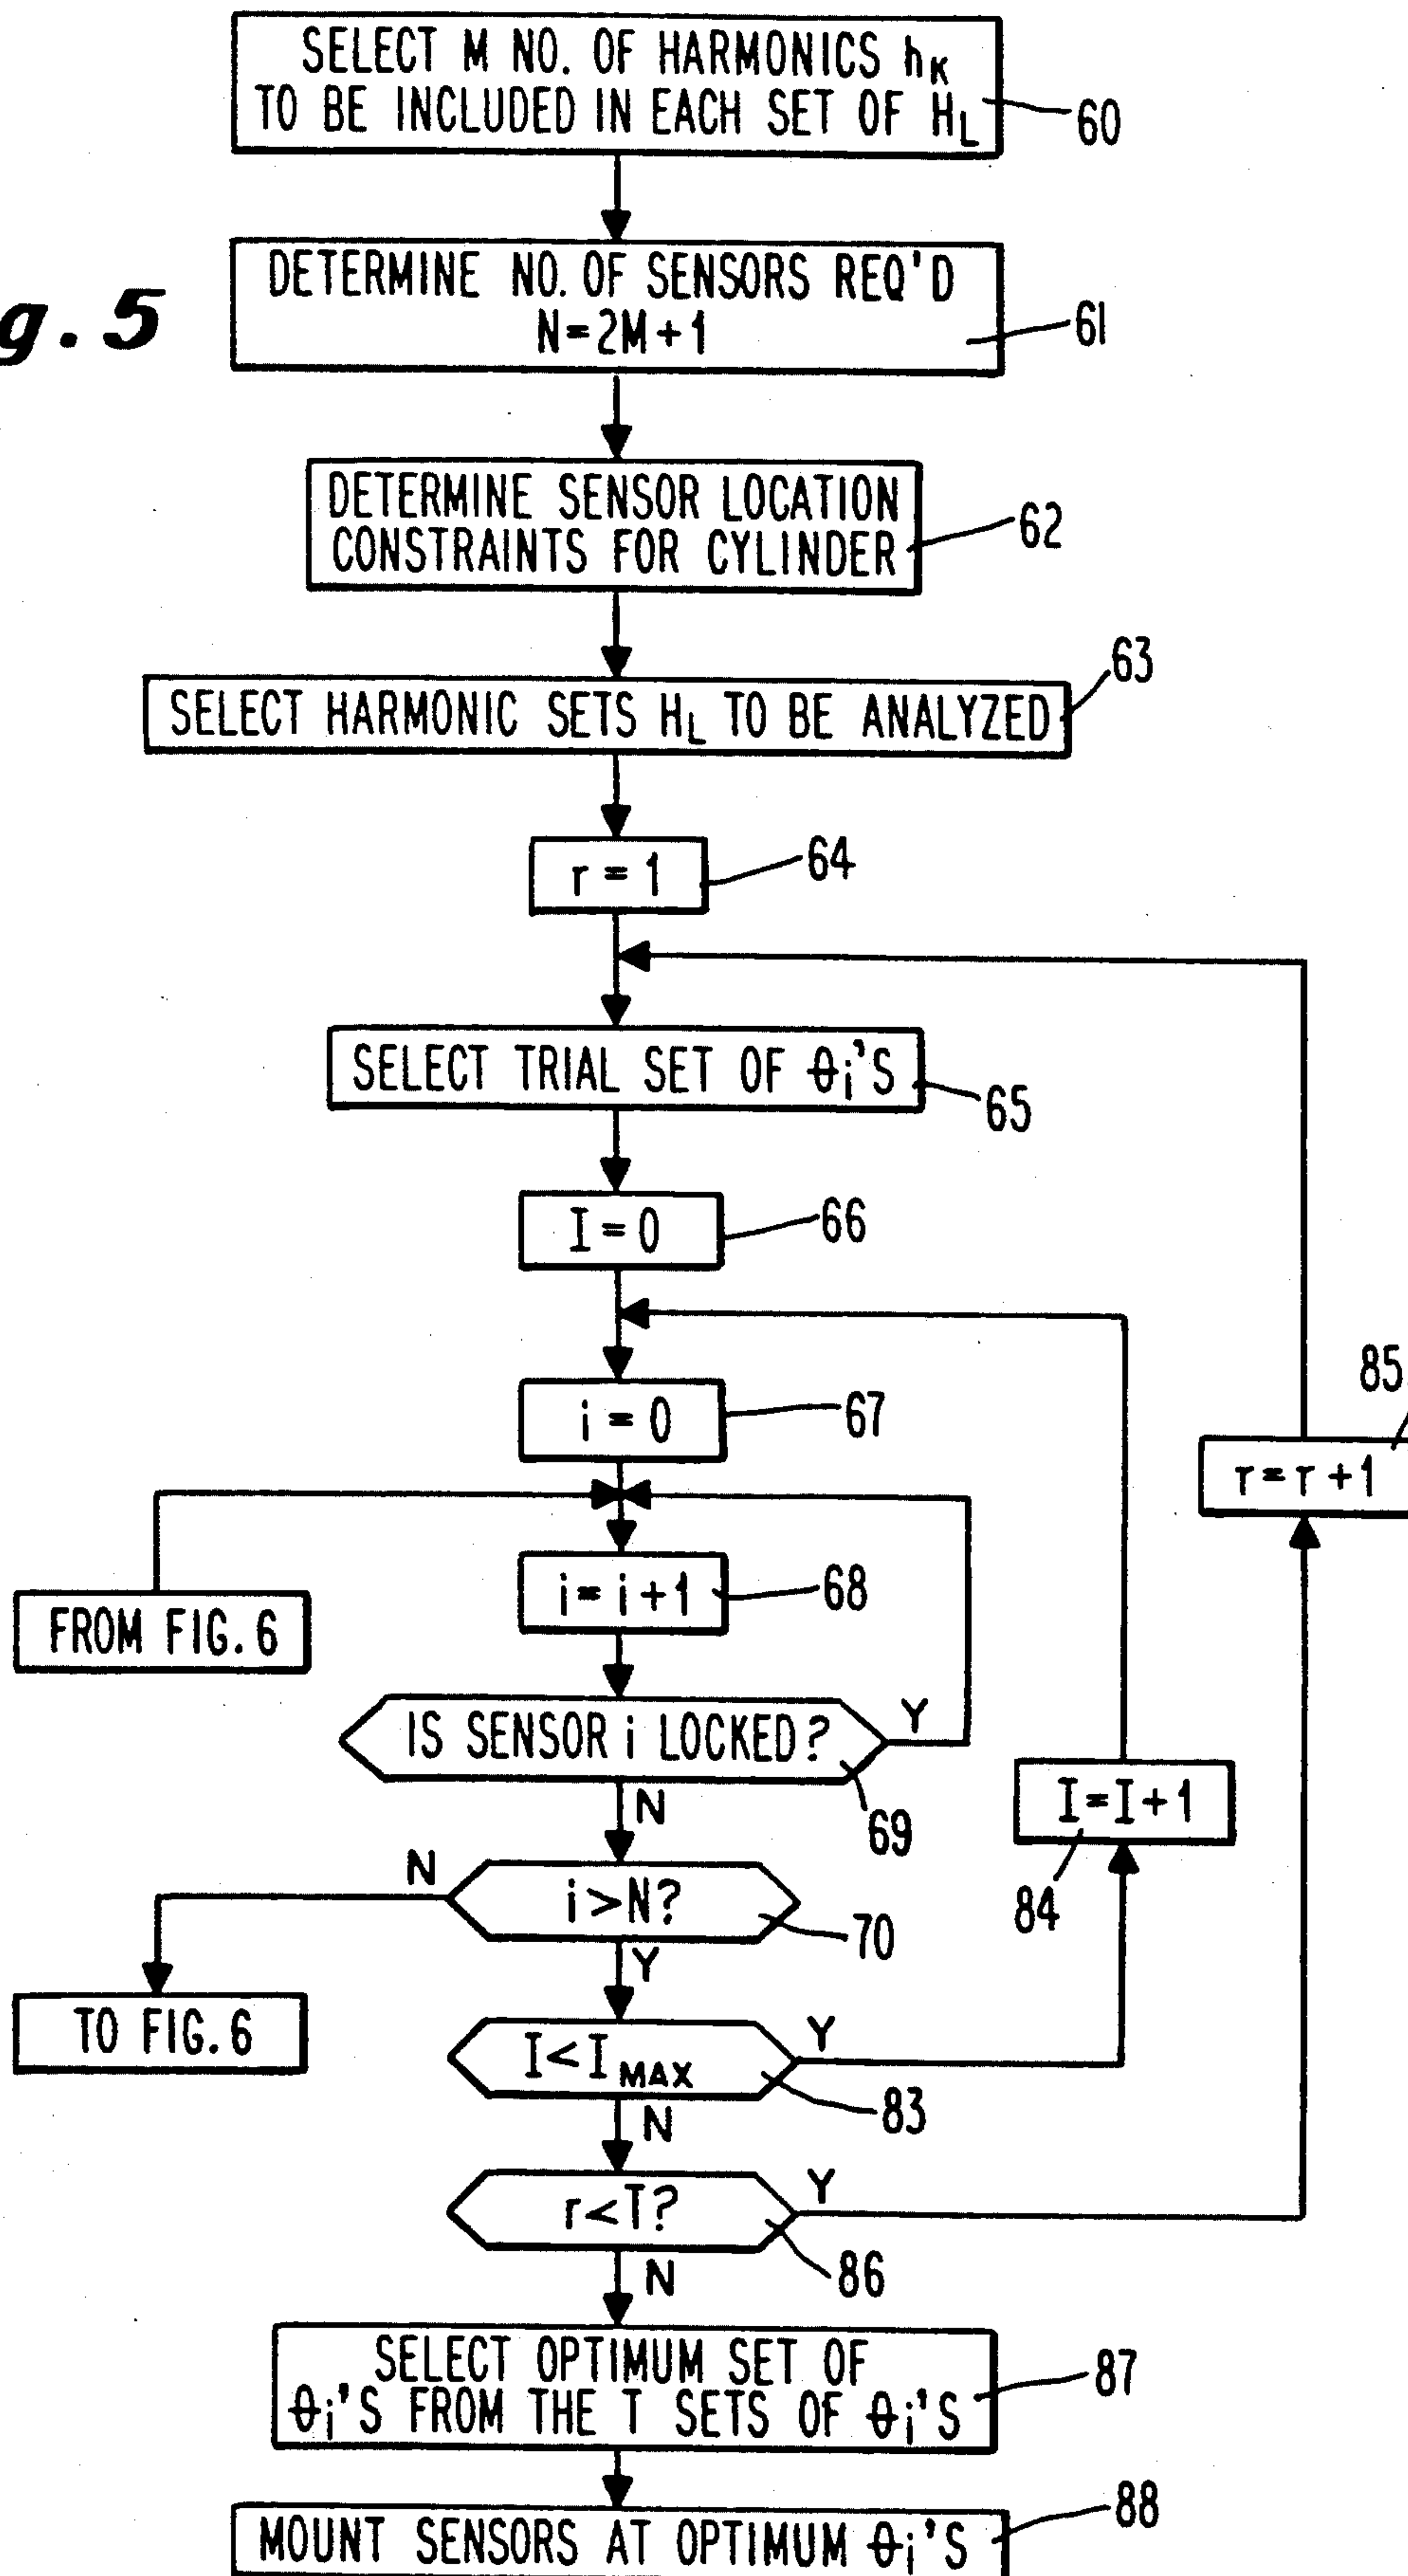 SELECT M NO. OF HARMONICS hK
TO BE INCLUDED IN EACH SET OF HL
60
g. 5
DETERMINE NO. OF SENSORS REQ'D
N=2M+1
61
DETERMINE SENSOR LOCATION
CONSTRAINTS FOR CYLINDER
62
SELECT HARMONIC SETS HL TO BE ANALYZED
63
r = 1
64
SELECT TRIAL SET OF θi'S
65
I = 0
66
i = 0
67
85
r=r+1
i=i+1
68
FROM FIG. 6
IS SENSOR i LOCKED?
Y
69
N
I=I+1
84
N
i>N?
70
Y
TO FIG. 6
I<IMAX
Y
83
N
r<T?
Y
86
N
SELECT OPTIMUM SET OF
θi'S FROM THE T SETS OF θi'S
87
MOUNT SENSORS AT OPTIMUM θi'S
88